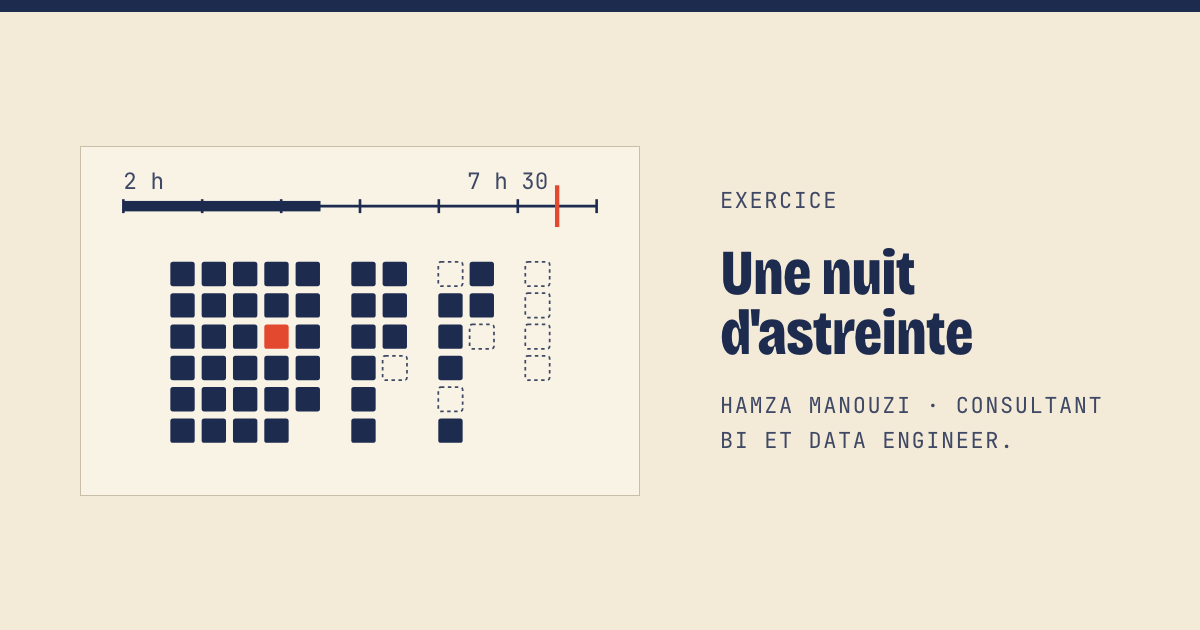 2 h
7 h 30
EXERCICE
Une nuit
d'astreinte
HAMZA MANOUZI · CONSULTANT
BI ET DATA ENGINEER.